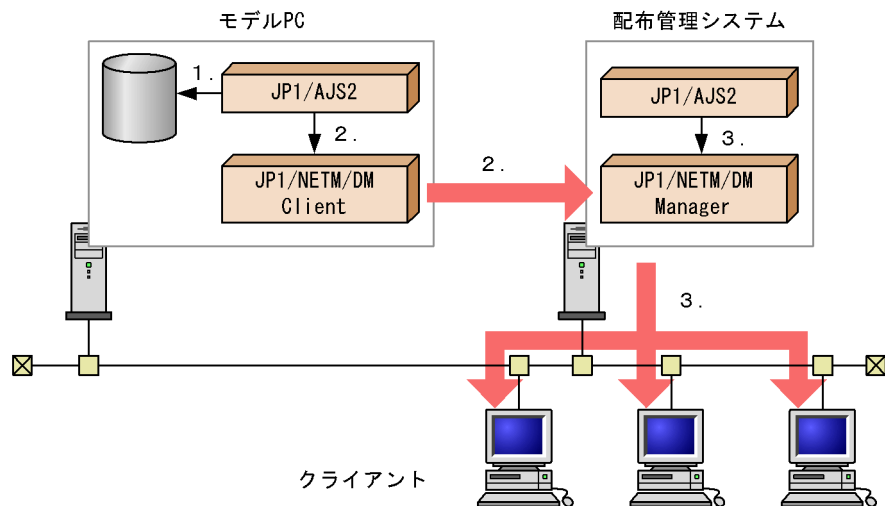 モデルPC
配布管理システム
1.
JP1/AJS2
JP1/AJS2
2.
3.
2.
JP1/NETM/DM
Client
JP1/NETM/DM
Manager
3.
クライアント